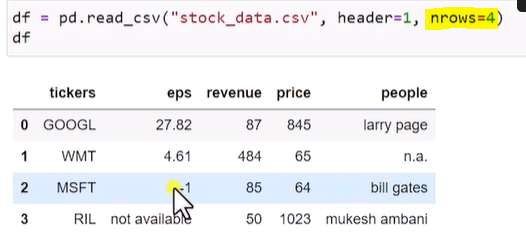 df = pd.read_csv("stock_data.csv", header=1, nrows=4)
df
tickers eps revenue price people
0 GOOGL 27.82 87 845 larry page
1 WMT 4.61 484 65 n.a.
2 MSFT -1 85 64 bill gates
3 RIL not available 50 1023 mukesh ambani